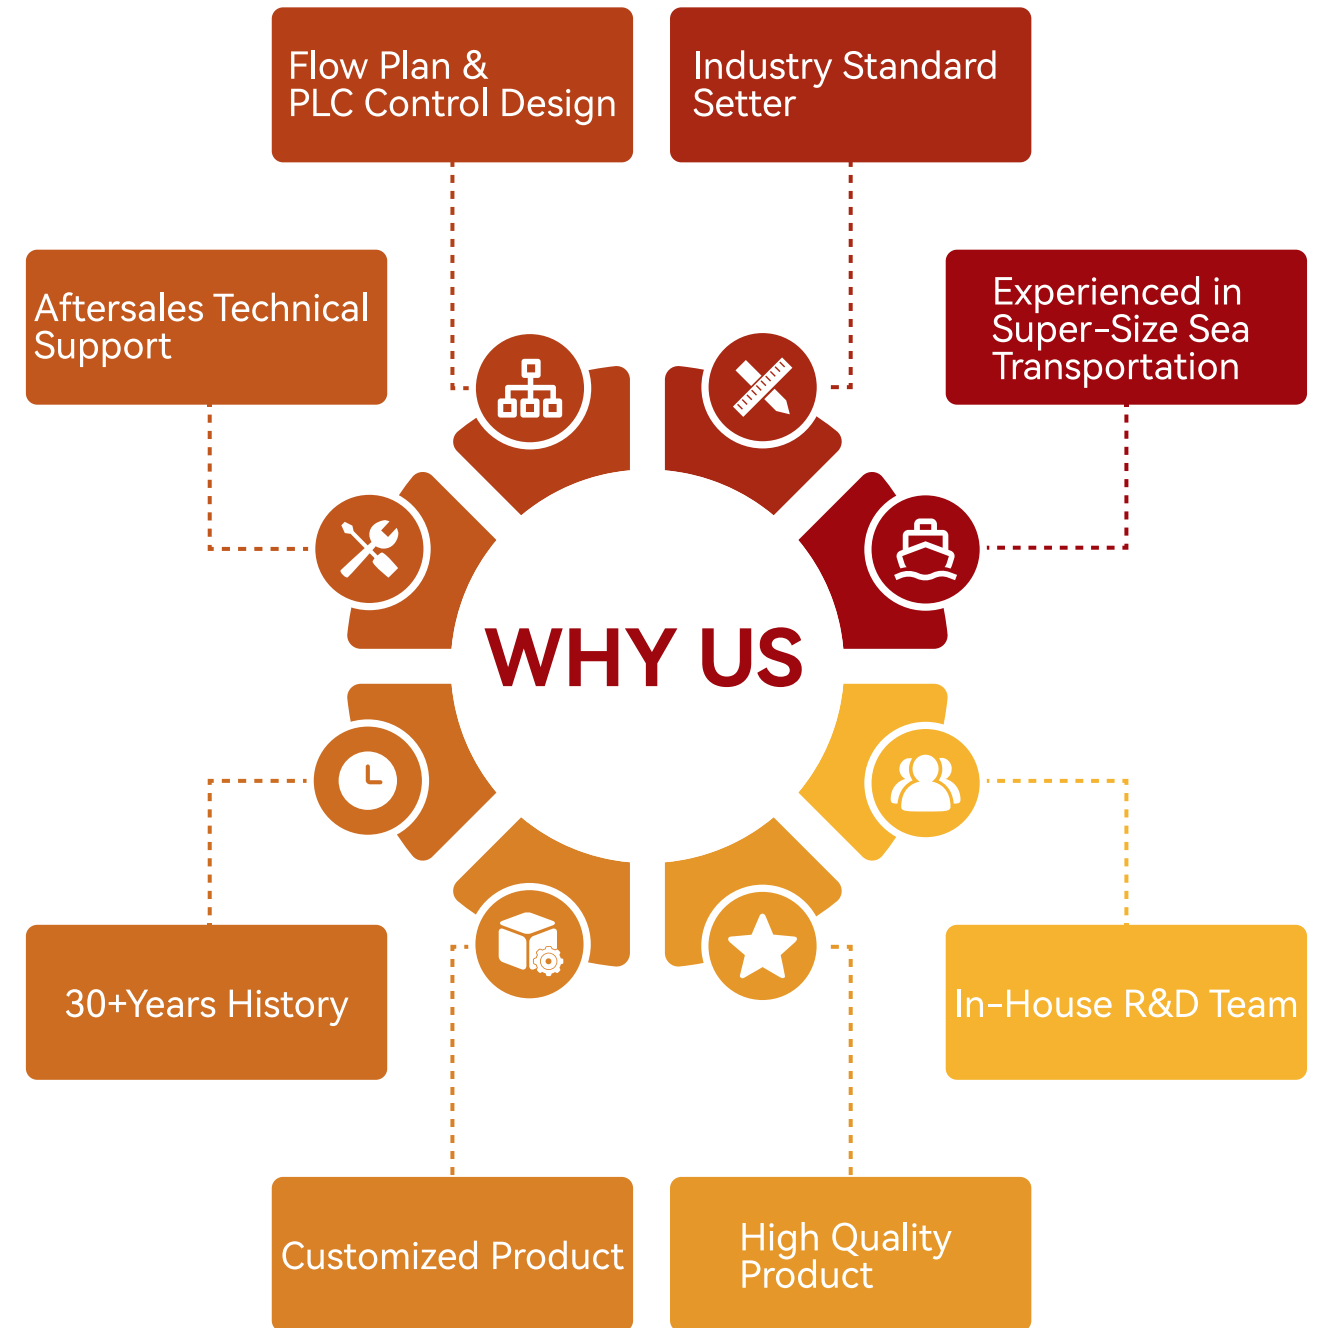 Flow Plan &
PLC Control Design
Industry Standard
Setter
Aftersales Technical
Support
Experienced in
Super-Size Sea
Transportation
WHY US
30+Years History
In-House R&D Team
Customized Product
High Quality
Product